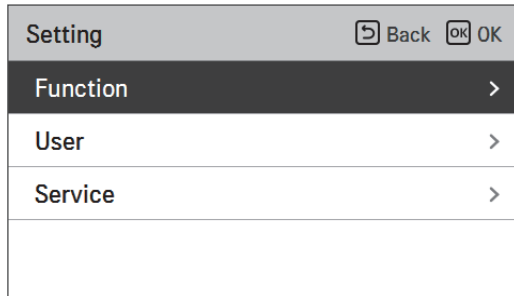 Setting Back OK OK
Function >
User >
Service >